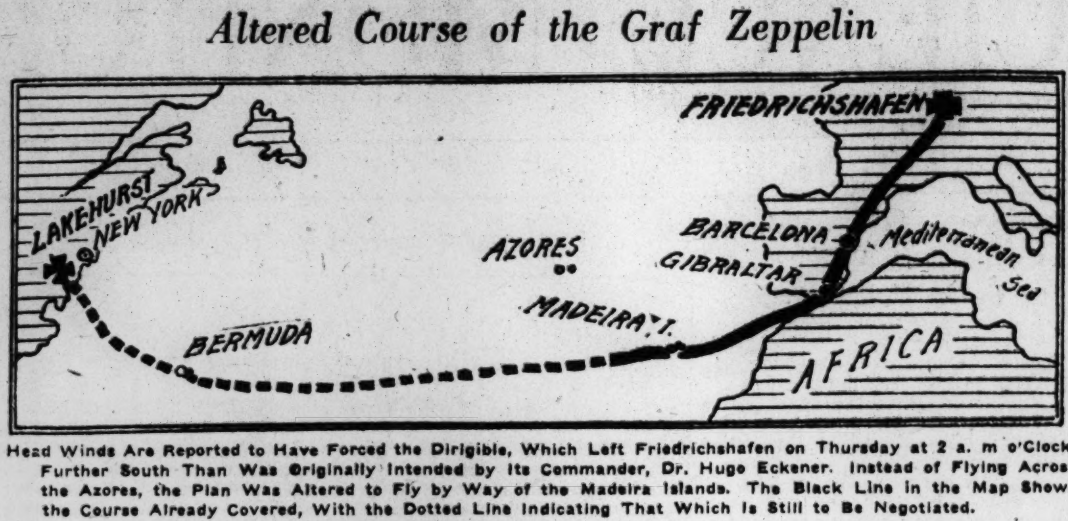 Altered Course of the Graf Zeppelin
FRIEDRICHSHAFEN
LAKEHURST
NEW YORK
BARCELONA
Mediterranean
Sea
AZORES
GIBRALTAR
MADEIRA I.
BERMUDA
AFRICA
Head Winds Are Reported to Have Forced the Dirigible, Which Left Friedrichshafen on Thursday at 2 a. m o'Clock
Further South Than Was Originally Intended by Its Commander, Dr. Hugo Eckener. Instead of Flying Acros
the Azores, the Plan Was Altered to Fly by Way of the Madeira Islands. The Black Line in the Map Show
the Course Already Covered, With the Dotted Line Indicating That Which Is Still to Be Negotiated.